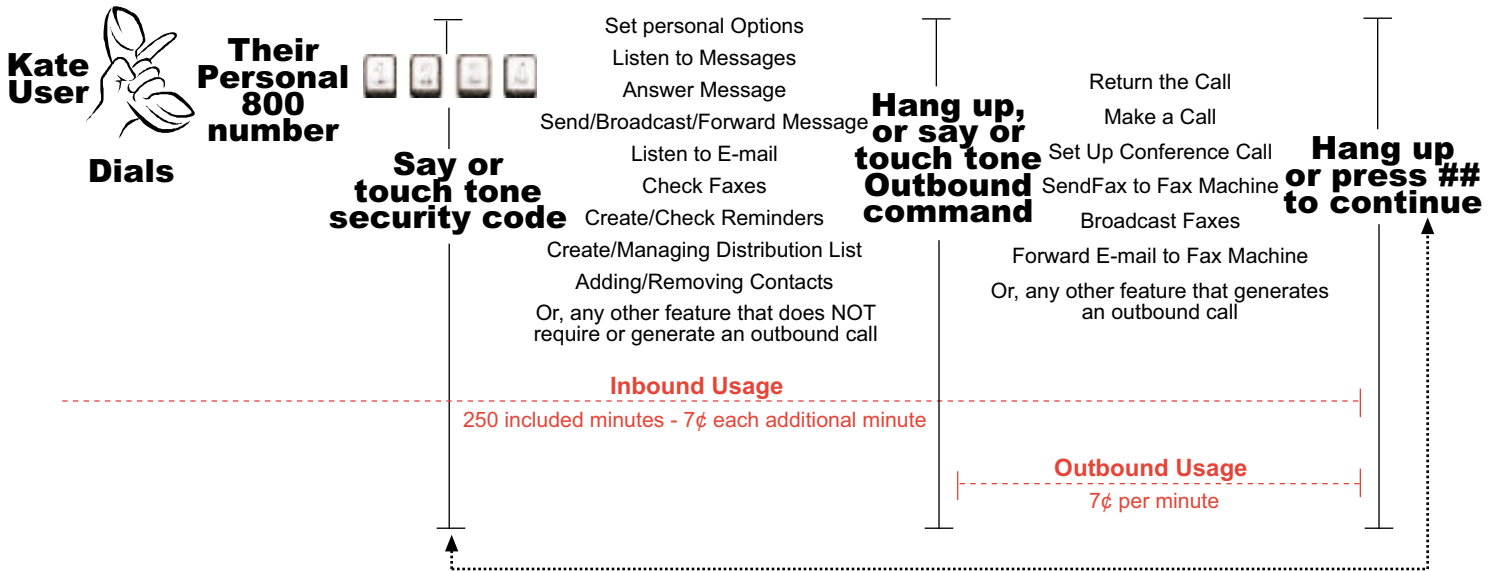 Kate
User
Dials
Their
Personal
800
number
Say or
touch tone
security code
Set personal Options
Listen to Messages
Answer Message
Send/Broadcast/Forward Message
Listen to E-mail
Check Faxes
Create/Check Reminders
Create/Managing Distribution List
Adding/Removing Contacts
Or, any other feature that does NOT
require or generate an outbound call
Hang up,
or say or
touch tone
Outbound
command
Return the Call
Make a Call
Set Up Conference Call
SendFax to Fax Machine
Broadcast Faxes
Forward E-mail to Fax Machine
Or, any other feature that generates
an outbound call
Hang up
or press ##
to continue
Inbound Usage
250 included minutes - 7¢ each additional minute
Outbound Usage
7¢ per minute